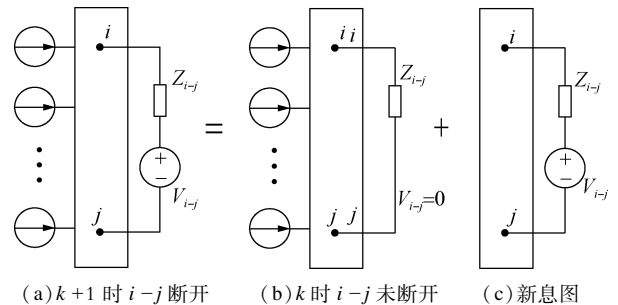 i i i i
Z_{i-j} Z_{i-j} Z_{i-j}
= +
+ +
− −
V_{i-j} V_{i-j}=0 V_{i-j}
j j j j
(a) k+1 时 i-j 断开 (b) k 时 i-j 未断开 (c) 新息图